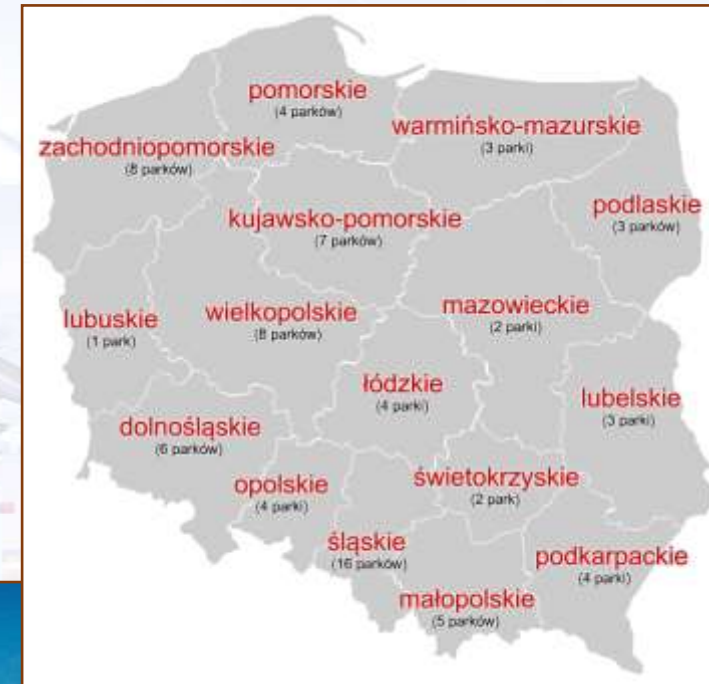 pomorskie
(4 parków)
warmińsko-mazurskie
(3 parki)
zachodniopomorskie
(8 parków)
podlaskie
(3 parków)
kujawsko-pomorskie
(7 parków)
lubuskie
(1 park)
wielkopolskie
(8 parków)
mazowieckie
(2 parki)
łódzkie
(4 parki)
lubelskie
(3 parki)
dolnośląskie
(6 parków)
opolskie
(4 parki)
świetokrzyskie
(2 park)
śląskie
(16 parków)
podkarpackie
(4 parki)
małopolskie
(5 parków)